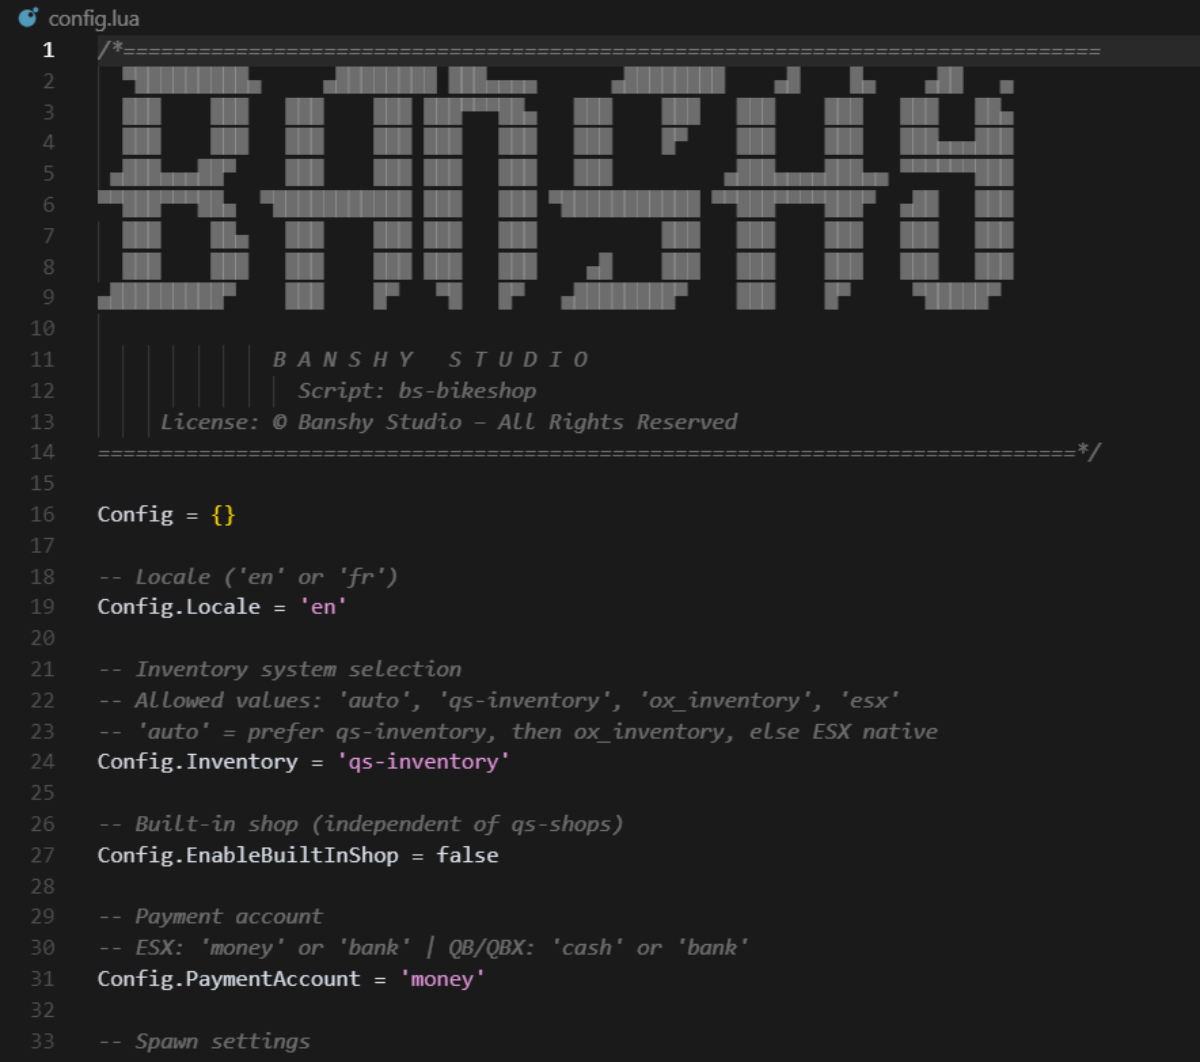 config.lua
1 /*==============================================================================
2 BANSHY
3
4
5
6
7
8
9
10
11 B A N S H Y   S T U D I O
12 Script: bs-bikeshop
13 License: © Banshy Studio – All Rights Reserved
14 ==============================================================================*/
15
16 Config = {}
17
18 -- Locale ('en' or 'fr')
19 Config.Locale = 'en'
20
21 -- Inventory system selection
22 -- Allowed values: 'auto', 'qs-inventory', 'ox_inventory', 'esx'
23 -- 'auto' = prefer qs-inventory, then ox_inventory, else ESX native
24 Config.Inventory = 'qs-inventory'
25
26 -- Built-in shop (independent of qs-shops)
27 Config.EnableBuiltInShop = false
28
29 -- Payment account
30 -- ESX: 'money' or 'bank' | QB/QBX: 'cash' or 'bank'
31 Config.PaymentAccount = 'money'
32
33 -- Spawn settings